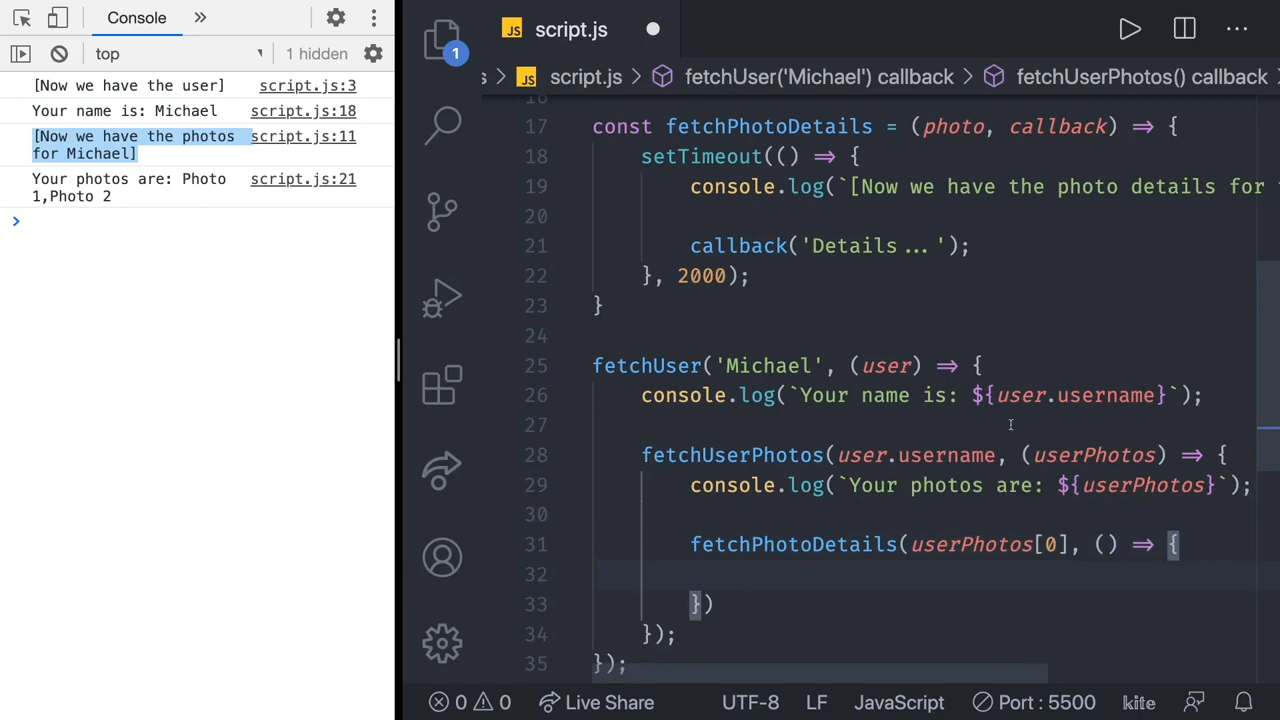 Console
top
1 hidden
[Now we have the user] script.js:3
Your name is: Michael script.js:18
[Now we have the photos script.js:11
for Michael]
Your photos are: Photo script.js:21
1,Photo 2
>
1
JS script.js
s > JS script.js > fetchUser('Michael') callback > fetchUserPhotos() callback
16
17 const fetchPhotoDetails = (photo, callback) => {
18 setTimeout(() => {
19 console.log(`[Now we have the photo details for
20
21 callback('Details...');
22 }, 2000);
23 }
24
25 fetchUser('Michael', (user) => {
26 console.log(`Your name is: ${user.username}`);
27
28 fetchUserPhotos(user.username, (userPhotos) => {
29 console.log(`Your photos are: ${userPhotos}`);
30
31 fetchPhotoDetails(userPhotos[0], () => {
32
33 })
34 });
35 });
0 0 Live Share UTF-8 LF JavaScript Port : 5500 kite